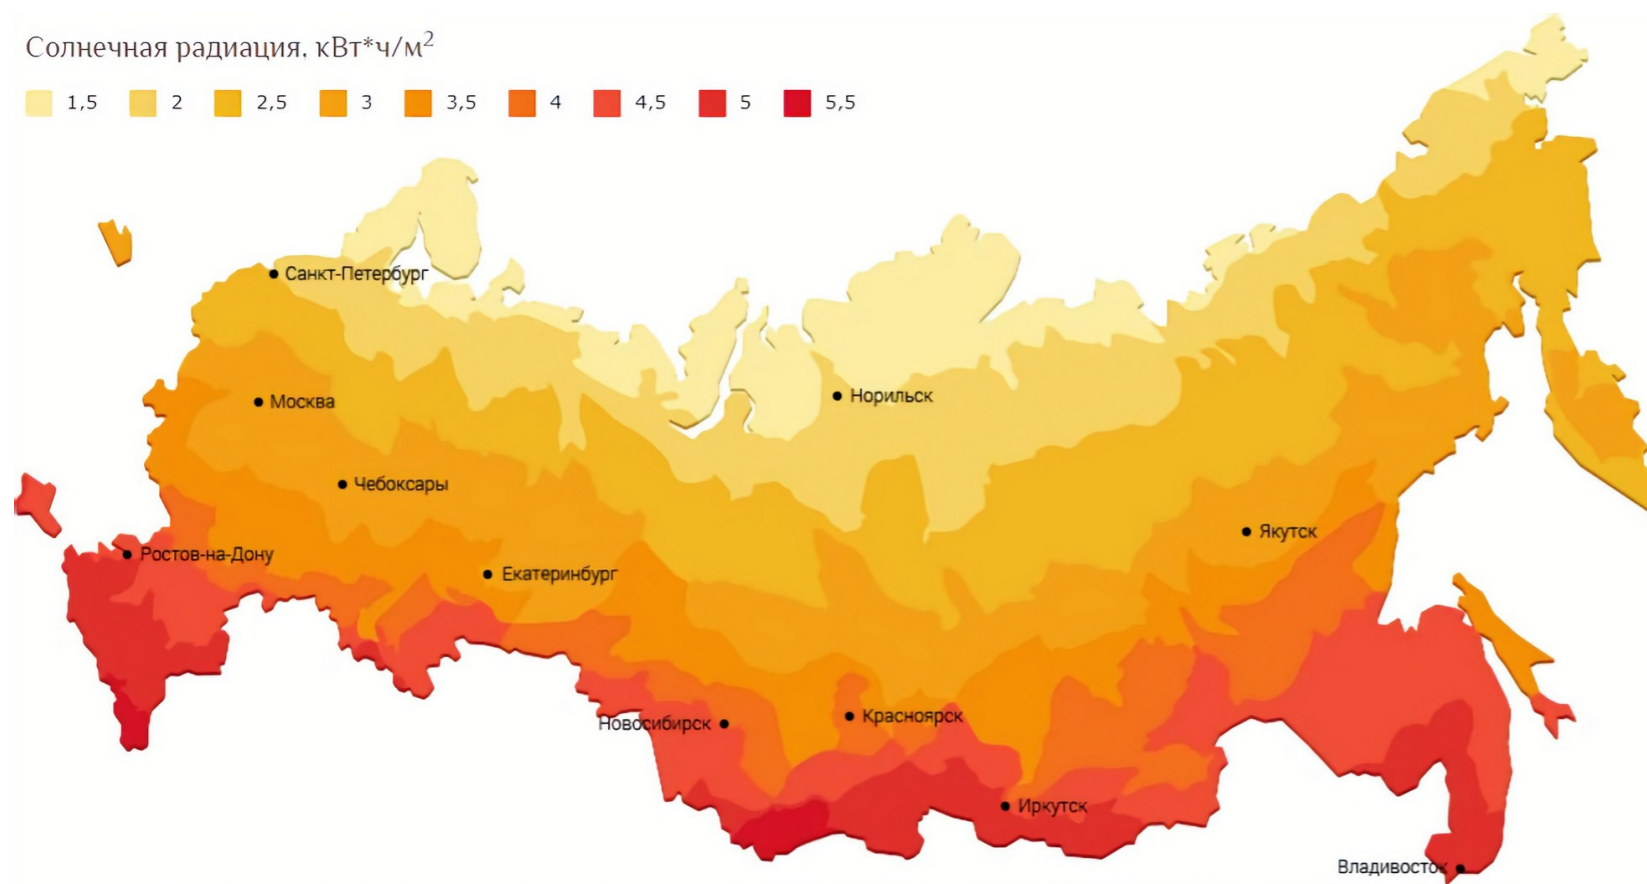 Солнечная радиация, кВт*ч/м²
1,5 2 2,5 3 3,5 4 4,5 5 5,5
Санкт-Петербург
Москва
Норильск
Чебоксары
Якутск
Ростов-на-Дону
Екатеринбург
Новосибирск
Красноярск
Иркутск
Владивосток